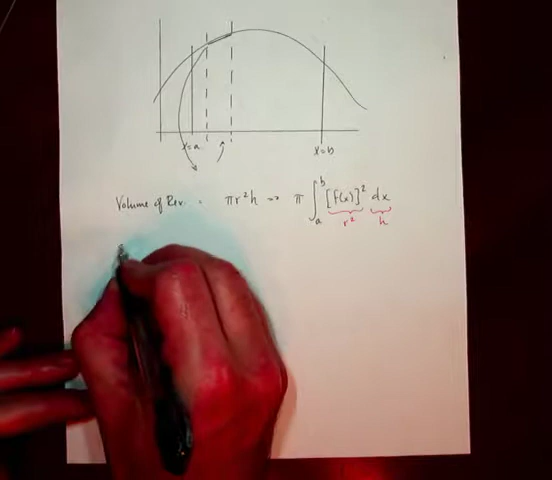 x=a
x=b
Volume of Rev. = πr²h => π ∫ₐᵇ [f(x)]² dx
r² h